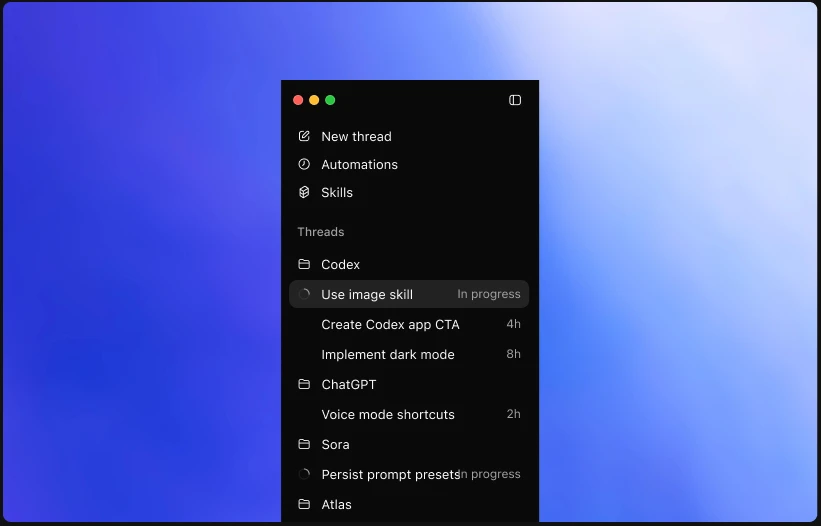 New thread
Automations
Skills
Threads
Codex
Use image skill In progress
Create Codex app CTA 4h
Implement dark mode 8h
ChatGPT
Voice mode shortcuts 2h
Sora
Persist prompt presets In progress
Atlas